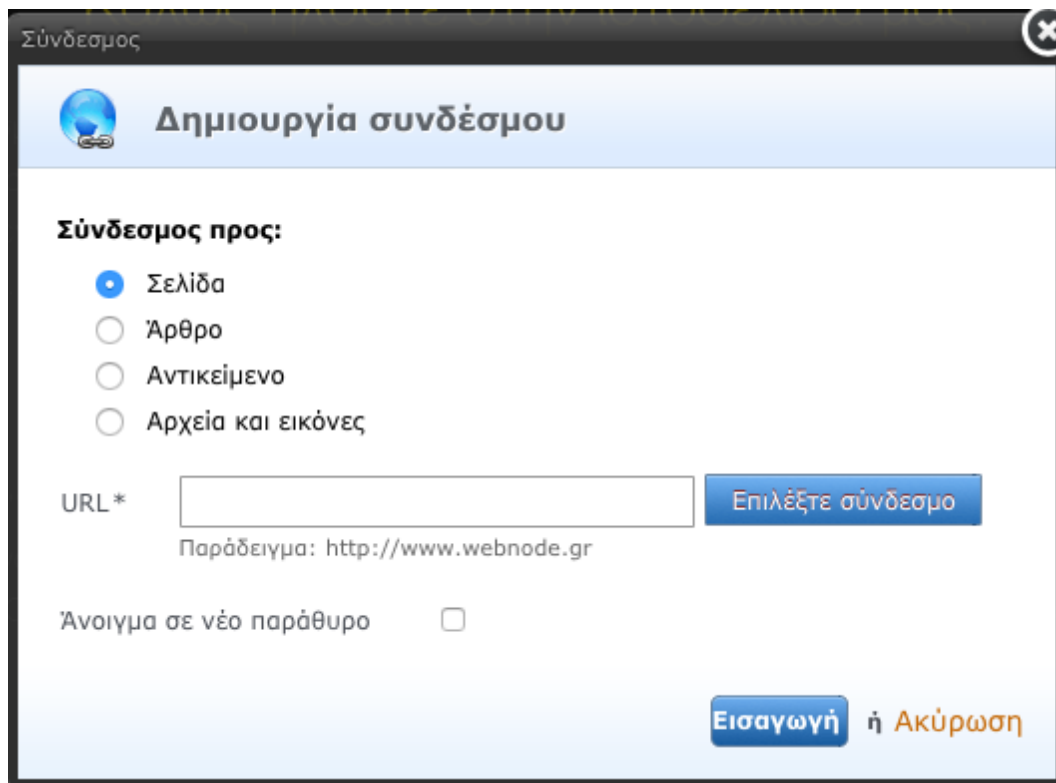 Σύνδεσμος
Δημιουργία συνδέσμου
Σύνδεσμος προς:
Σελίδα
Άρθρο
Αντικείμενο
Αρχεία και εικόνες
URL* Επιλέξτε σύνδεσμο
Παράδειγμα: http://www.webnode.gr
Άνοιγμα σε νέο παράθυρο
Εισαγωγή ή Ακύρωση